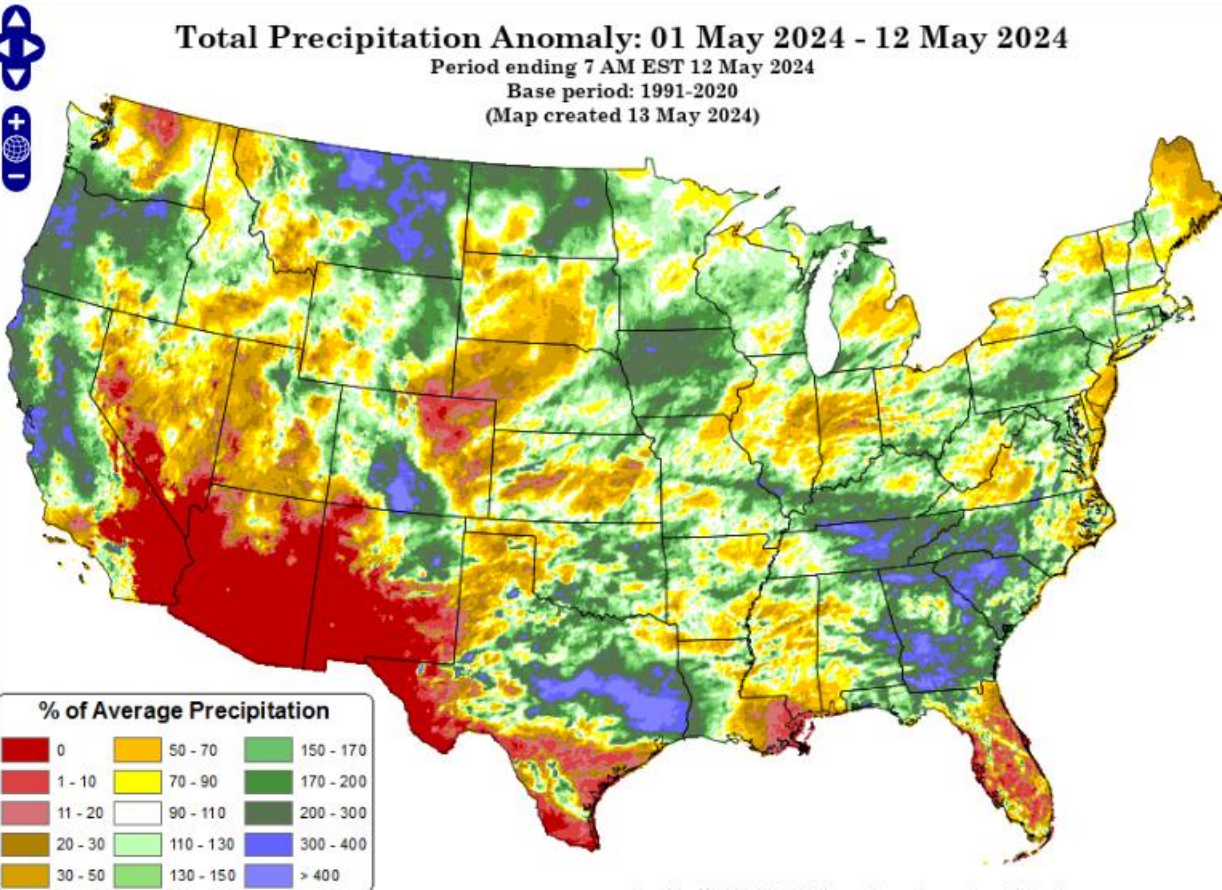 Total Precipitation Anomaly: 01 May 2024 - 12 May 2024
Period ending 7 AM EST 12 May 2024
Base period: 1991-2020
(Map created 13 May 2024)
% of Average Precipitation
0
50 - 70
150 - 170
1 - 10
70 - 90
170 - 200
11 - 20
90 - 110
200 - 300
20 - 30
110 - 130
300 - 400
30 - 50
130 - 150
> 400